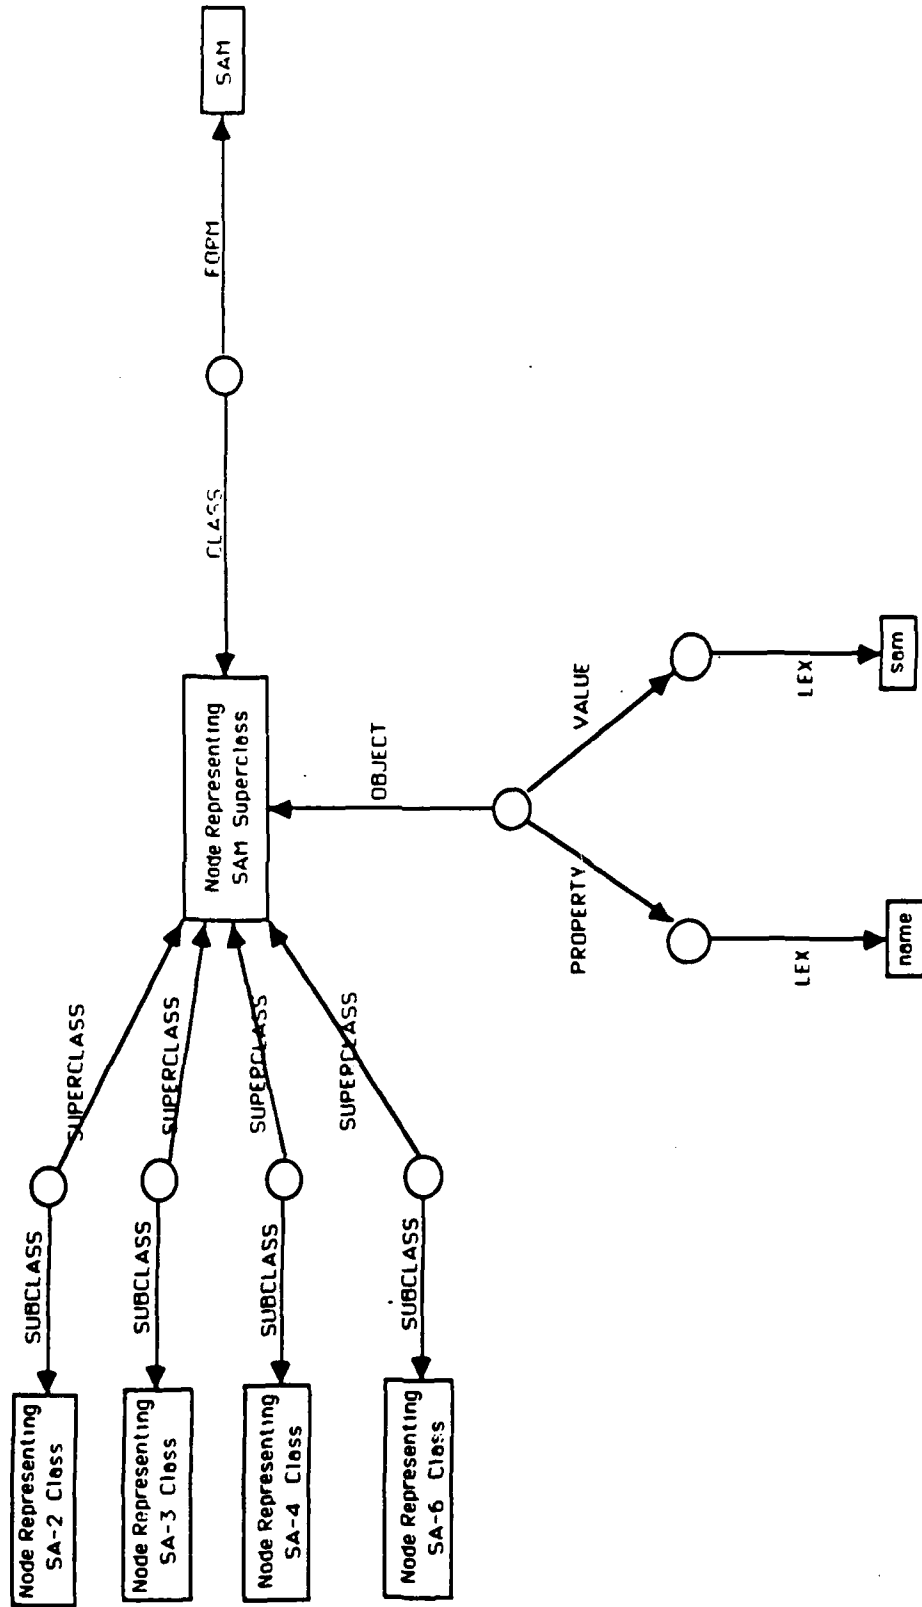 Node Representing
SA-2 Class
SUBCLASS
SUPERCLASS
Node Representing
SA-3 Class
SUBCLASS
SUPERCLASS
Node Representing
SA-4 Class
SUBCLASS
SUPERCLASS
Node Representing
SA-6 Class
SUBCLASS
SUPERCLASS
Node Representing
SAM Superclass
CLASS
FORM
SAM
OBJECT
PROPERTY
VALUE
LEX
LEX
name
sam